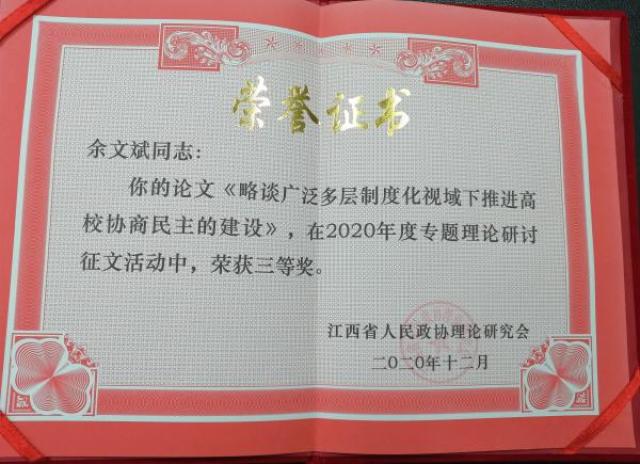 荣誉证书
余文斌同志：
你的论文《略谈广泛多层制度化视域下推进高
校协商民主的建设》，在2020年度专题理论研讨
征文活动中，荣获三等奖。
江西省人民政协理论研究会
二〇二〇年十二月